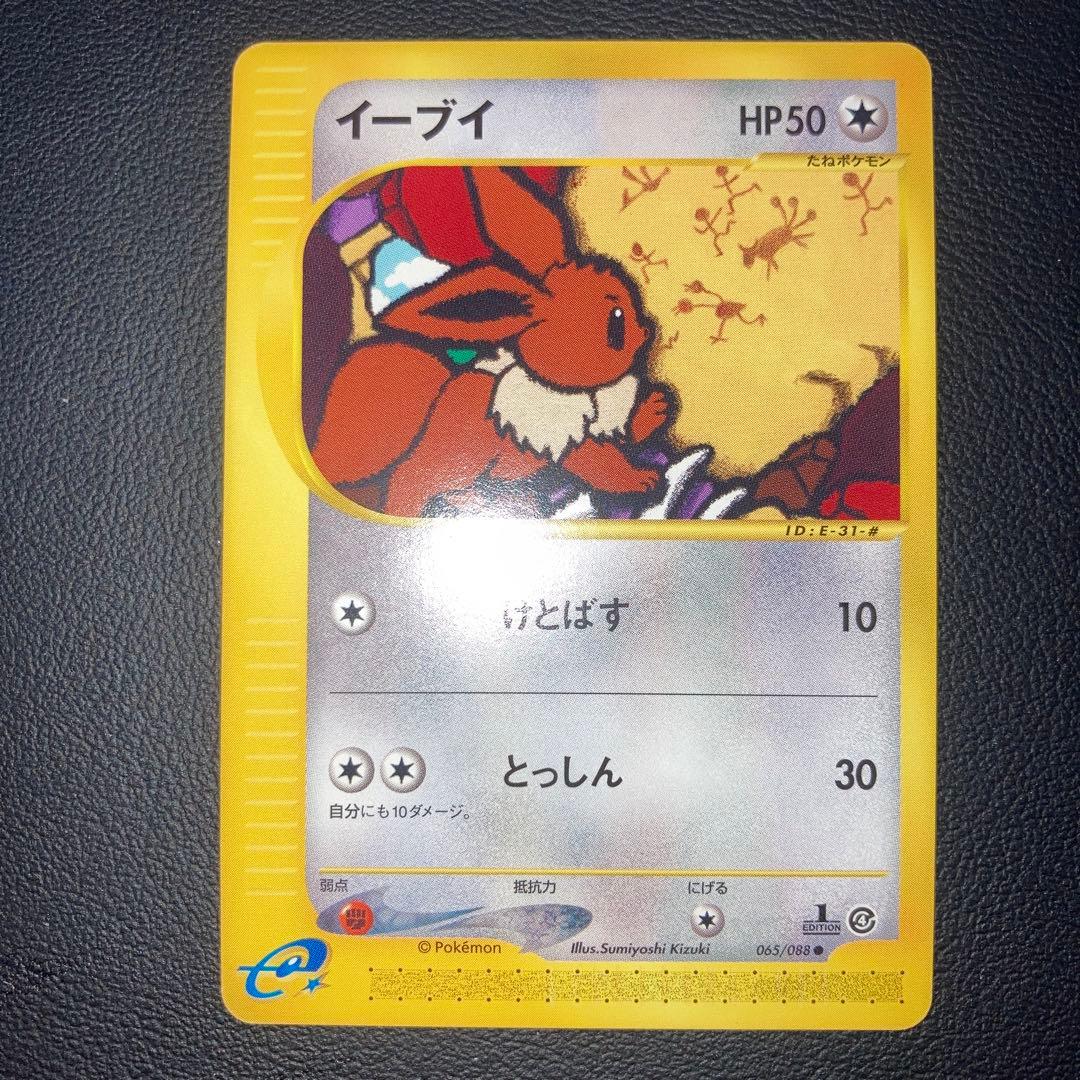 イーブイ
HP50
たねポケモン
ID:E-31-#
けとばす 10
とっしん 30
自分にも10ダメージ。
弱点 抵抗力 にげる
1 EDITION
© Pokémon Illus.Sumiyoshi Kizuki 065/088 ●
e